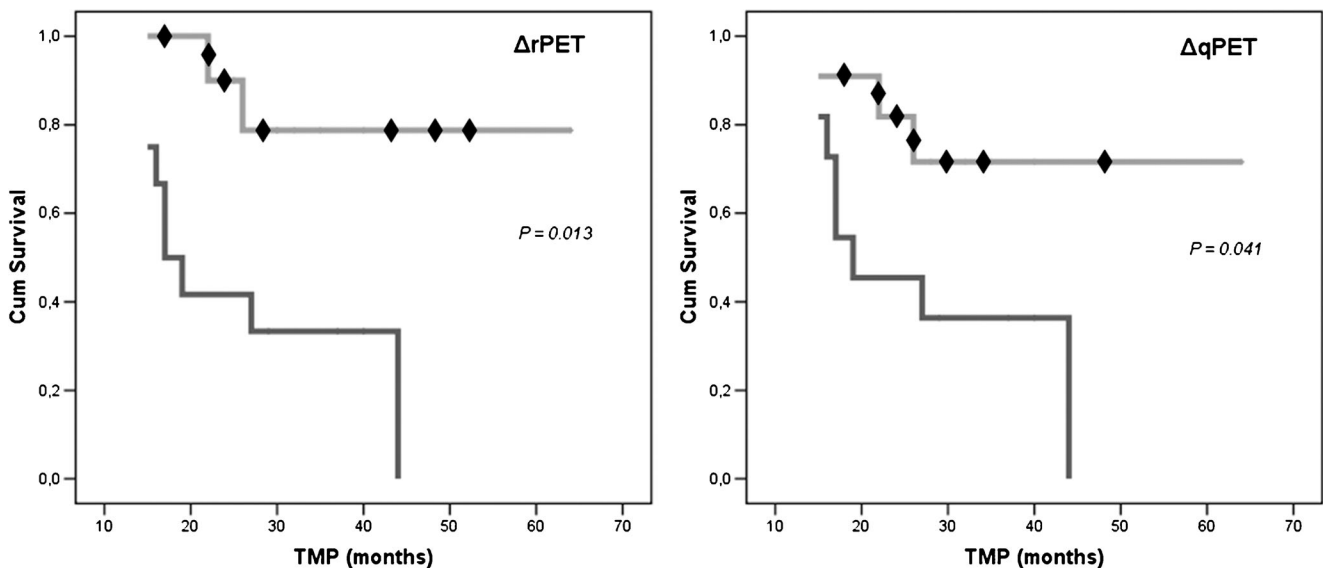 ΔrPET
1,0
0,8
0,6
0,4
0,2
0,0
Cum Survival
P = 0.013
10 20 30 40 50 60 70
TMP (months)
ΔqPET
1,0
0,8
0,6
0,4
0,2
0,0
Cum Survival
P = 0.041
10 20 30 40 50 60 70
TMP (months)